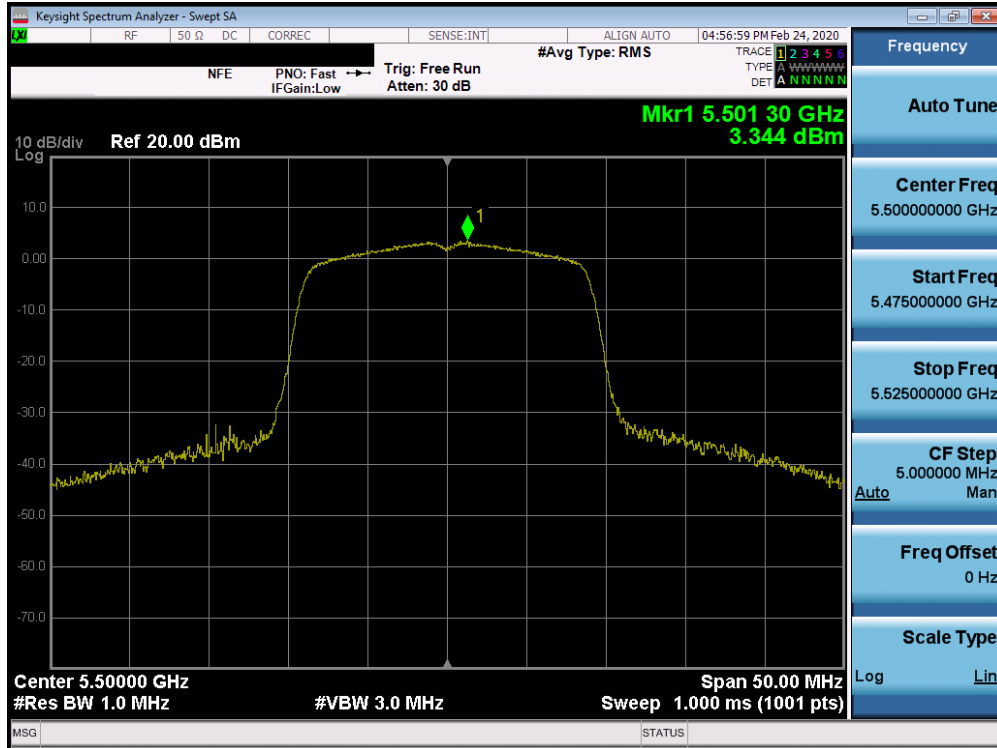 Keysight Spectrum Analyzer - Swept SA
LXI RF 50 Ω DC CORREC SENSE:INT ALIGN AUTO 04:56:59 PM Feb 24, 2020
NFE PNO: Fast Trig: Free Run #Avg Type: RMS TRACE 1 2 3 4 5 6
IFGain:Low Atten: 30 dB TYPE A WWWWW
DET A N N N N N
Mkr1 5.501 30 GHz
3.344 dBm
10 dB/div Ref 20.00 dBm
Log
1
10.0
0.00
-10.0
-20.0
-30.0
-40.0
-50.0
-60.0
-70.0
Center 5.50000 GHz Span 50.00 MHz
#Res BW 1.0 MHz #VBW 3.0 MHz Sweep 1.000 ms (1001 pts)
MSG STATUS
Frequency
Auto Tune
Center Freq
5.500000000 GHz
Start Freq
5.475000000 GHz
Stop Freq
5.525000000 GHz
CF Step
5.000000 MHz
Auto Man
Freq Offset
0 Hz
Scale Type
Log Lin